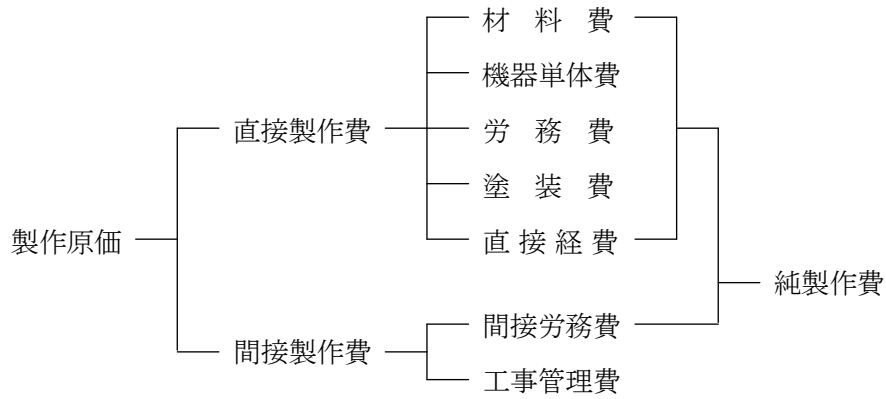 材料費
機器単体費
直接製作費
労務費
塗装費
製作原価
直接経費
純製作費
間接製作費
間接労務費
工事管理費